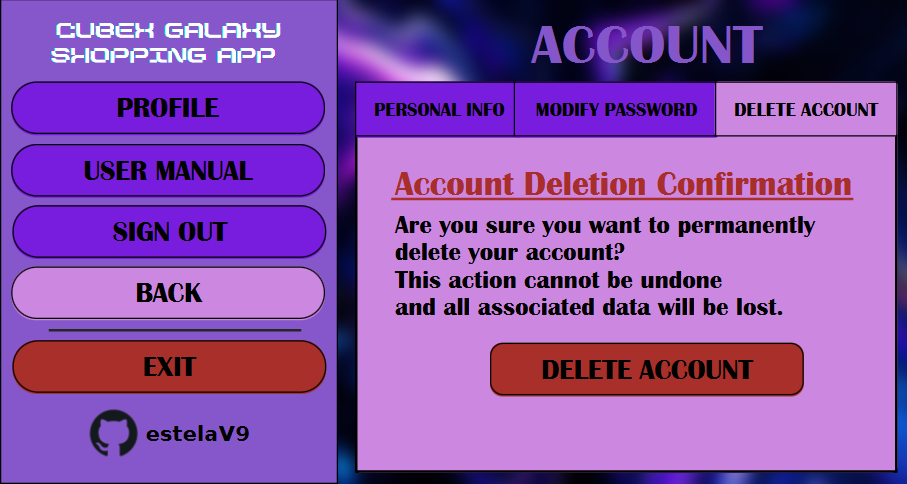 CUBEX GALAXY
SHOPPING APP
PROFILE
USER MANUAL
SIGN OUT
BACK
EXIT
estelaV9
ACCOUNT
PERSONAL INFO
MODIFY PASSWORD
DELETE ACCOUNT
Account Deletion Confirmation
Are you sure you want to permanently
delete your account?
This action cannot be undone
and all associated data will be lost.
DELETE ACCOUNT